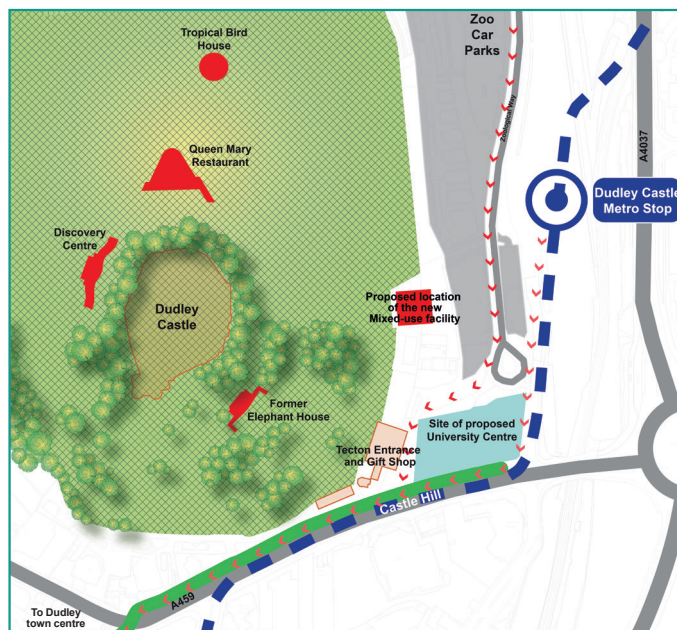 Tropical Bird
House
Zoo
Car
Parks
Zoological Way
A4037
Queen Mary
Restaurant
Dudley Castle
Metro Stop
Discovery
Centre
Dudley
Castle
Proposed location
of the new
Mixed-use facility
Former
Elephant House
Site of proposed
University Centre
Tecton Entrance
and Gift Shop
Castle Hill
A459
To Dudley
town centre